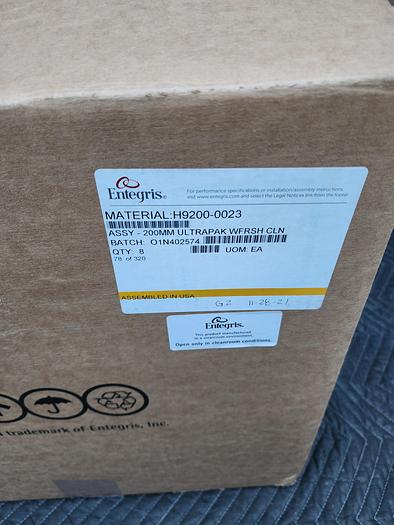 Entegris®
For performance specifications or installation/assembly instructions,
visit www.entegris.com and select the Legal Notices link from the footer.
MATERIAL:H9200-0023
ASSY - 200MM ULTRAPAK WFRSH CLN
BATCH: O1N402574
QTY: 8 UOM: EA
78 of 320
ASSEMBLED IN USA
G2 11-28-21
Entegris.
This product manufactured
in a cleanroom environment.
Open only in cleanroom conditions.
trademark of Entegris, Inc.